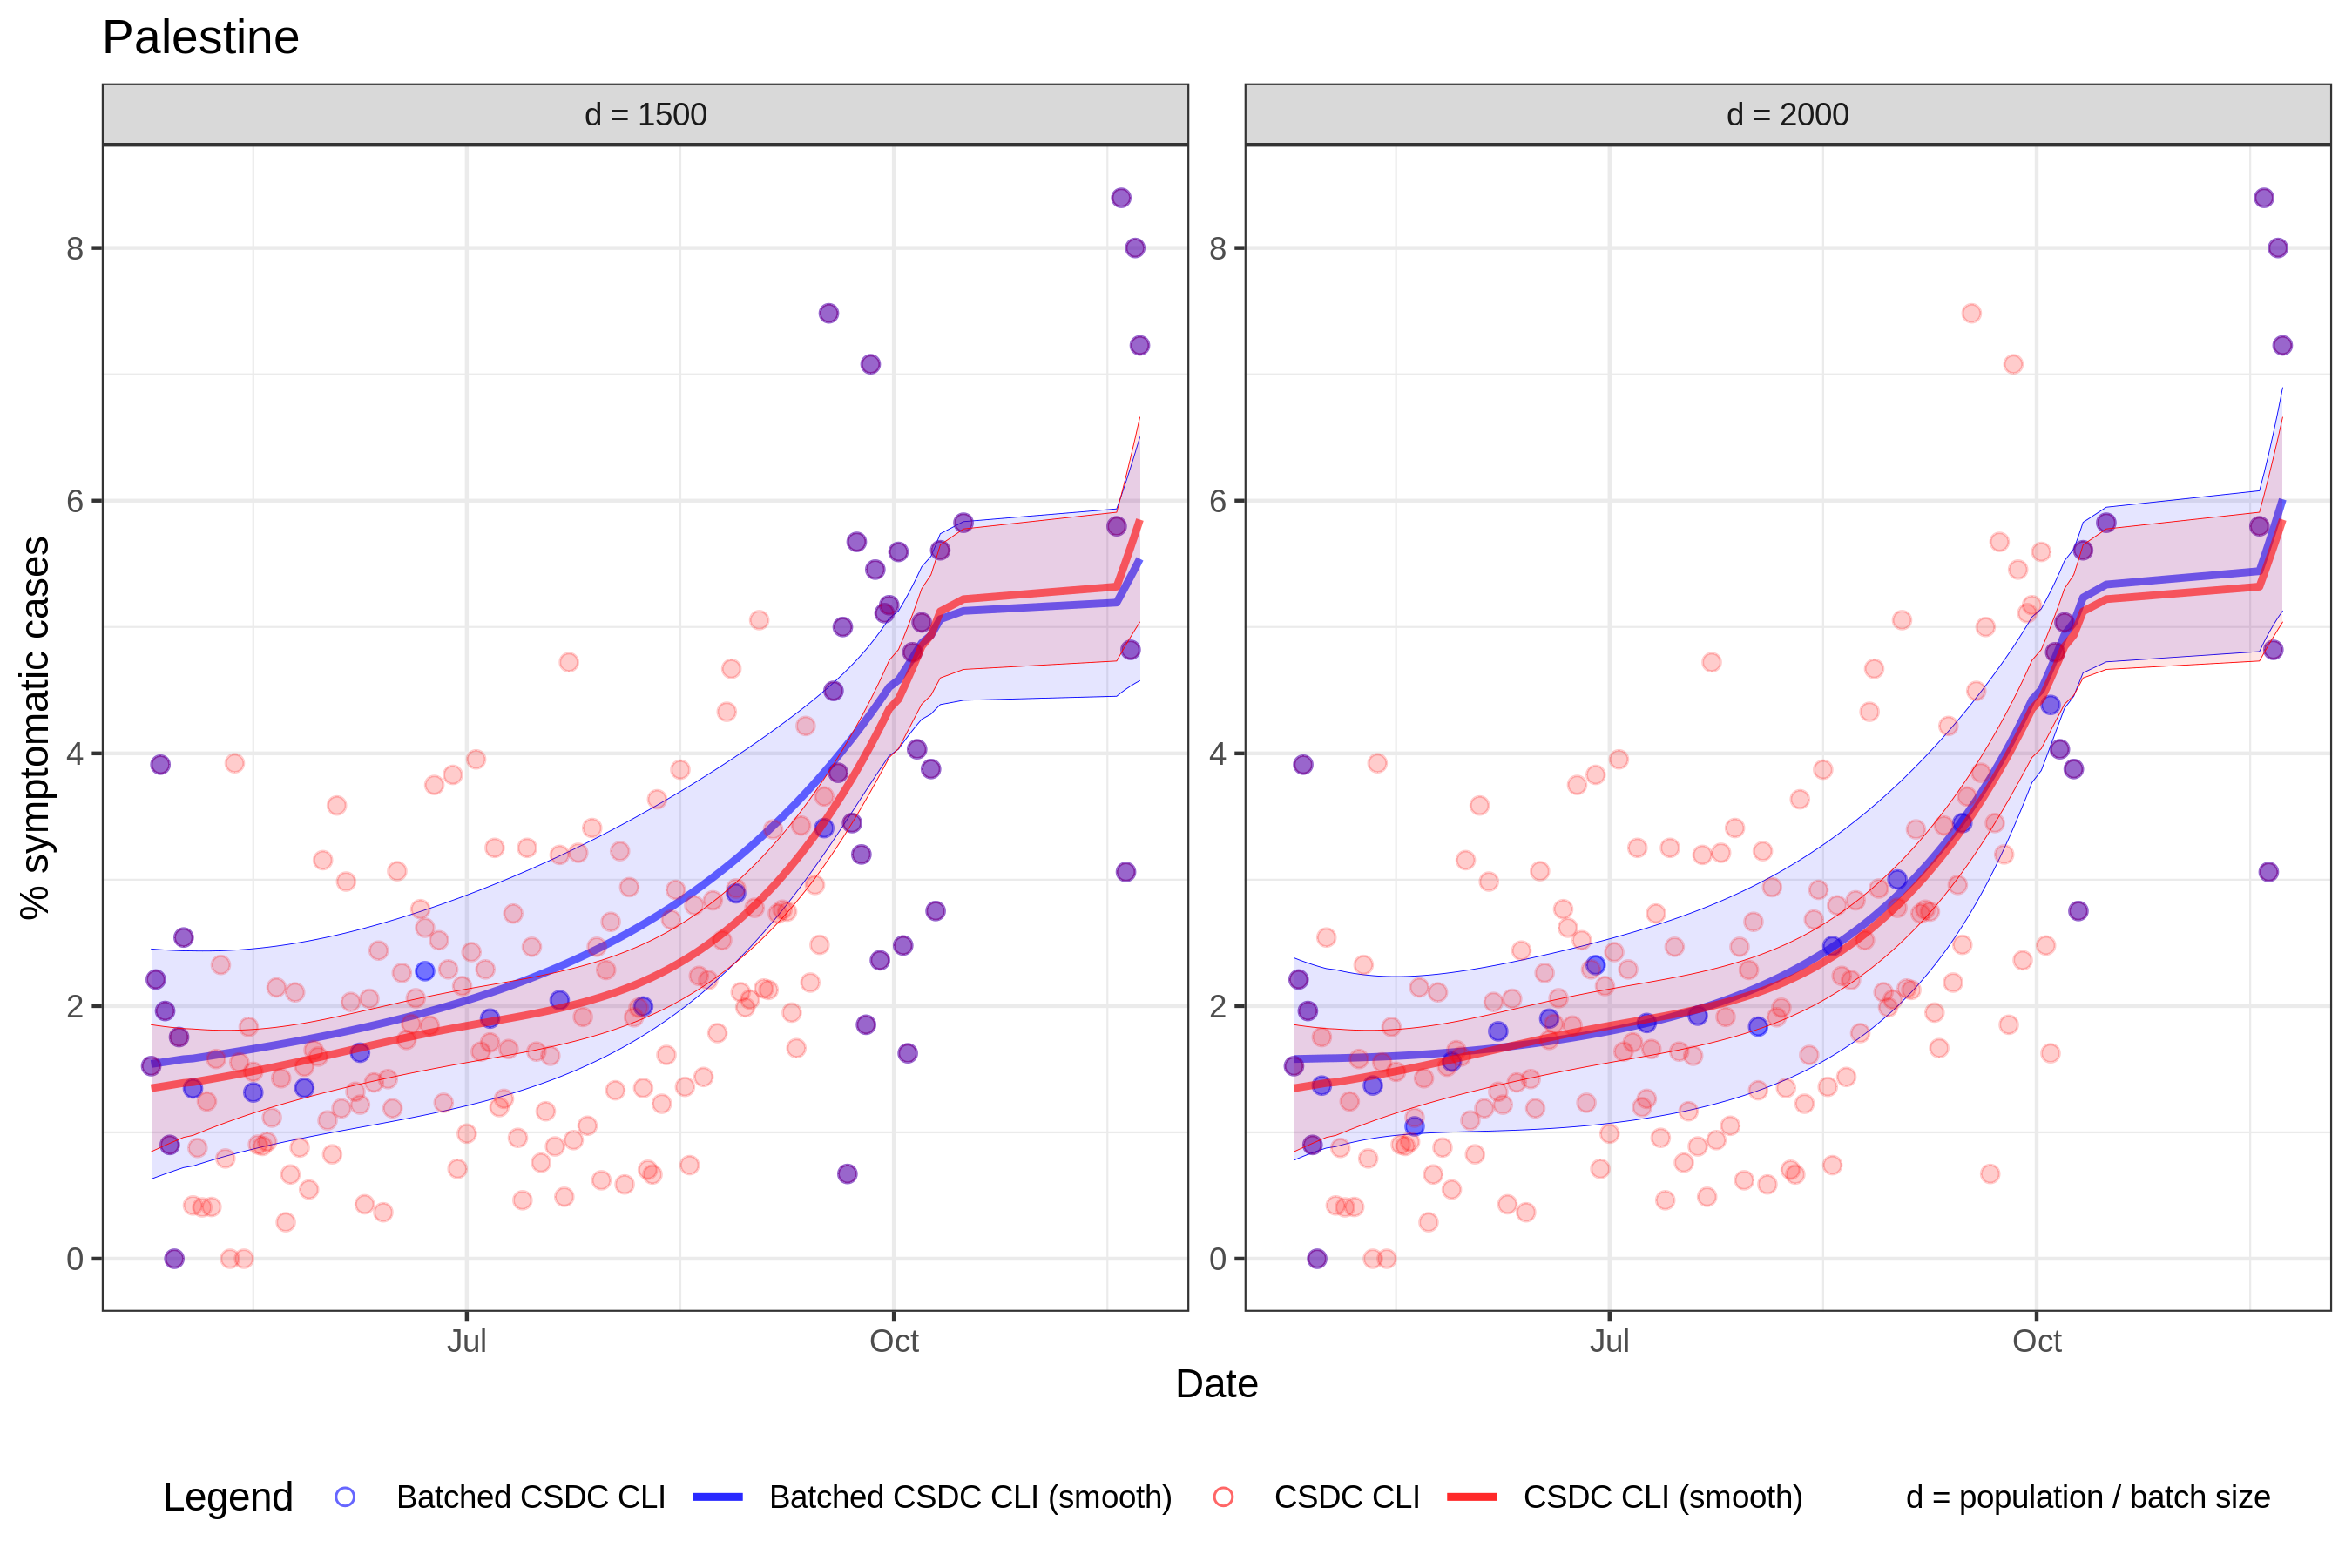 Palestine
d = 1500
d = 2000
% symptomatic cases
8
6
4
2
0
8
6
4
2
0
Jul
Oct
Jul
Oct
Date
Legend
Batched CSDC CLI
Batched CSDC CLI (smooth)
CSDC CLI
CSDC CLI (smooth)
d = population / batch size